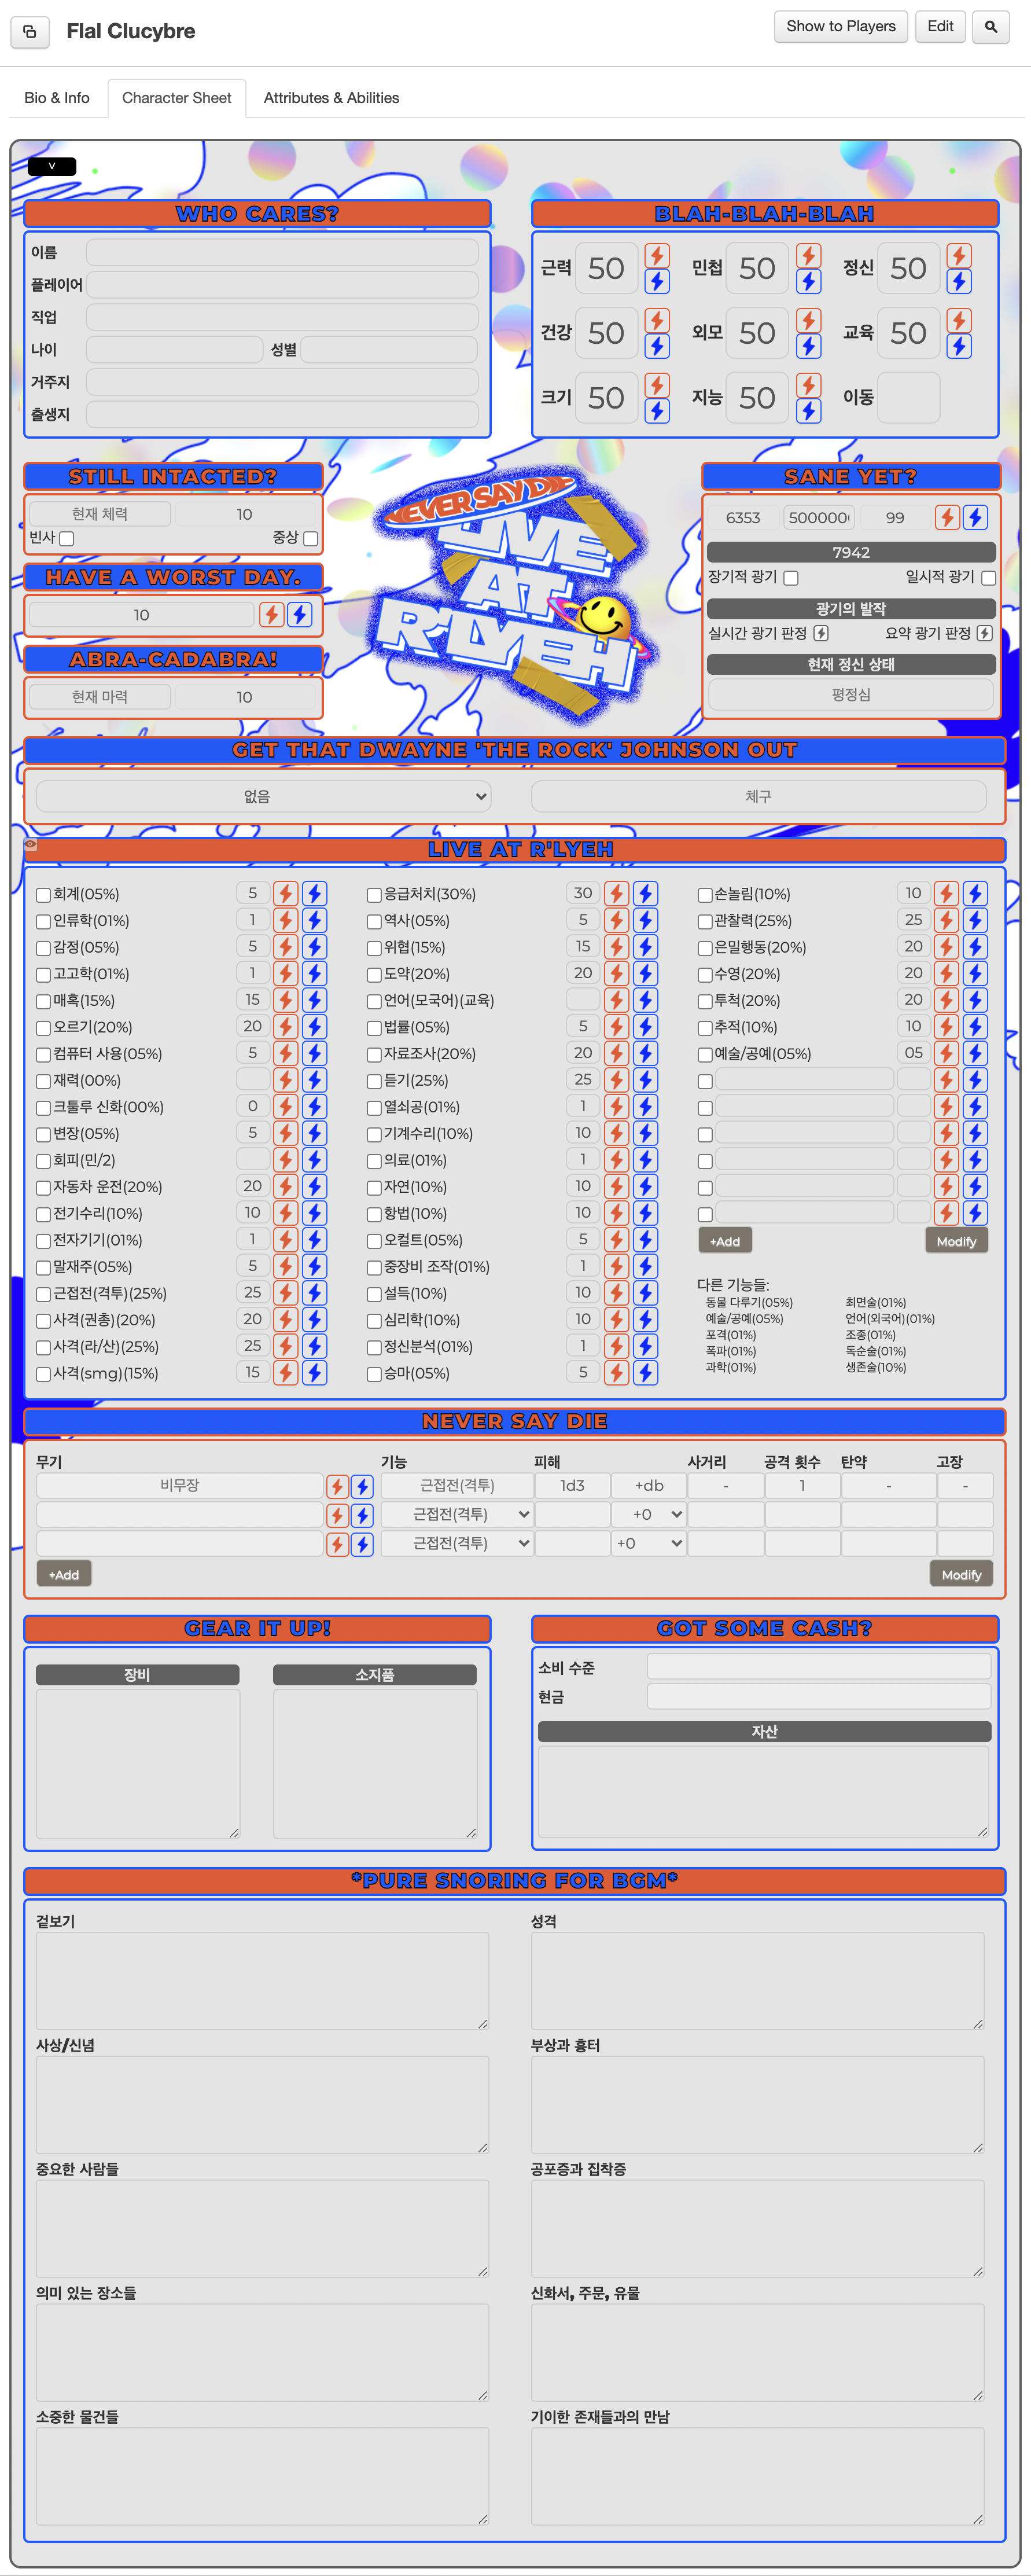 Flal Clucybre
Show to Players Edit
Bio & Info Character Sheet Attributes & Abilities
v
WHO CARES?
이름
플레이어
직업
나이 성별
거주지
출생지
BLAH-BLAH-BLAH
근력 50 민첩 50 정신 50
건강 50 외모 50 교육 50
크기 50 지능 50 이동
STILL INTACTED?
현재 체력 10
빈사 중상
HAVE A WORST DAY.
10
ABRA-CADABRA!
현재 마력 10
NEVER SAY DIE
LIVE
AT
R'LYEH
SANE YET?
6353 500000 99
7942
장기적 광기 일시적 광기
광기의 발작
실시간 광기 판정 요약 광기 판정
현재 정신 상태
평정심
GET THAT DWAYNE 'THE ROCK' JOHNSON OUT
없음 체구
LIVE AT R'LYEH
회계(05%) 5
인류학(01%) 1
감정(05%) 5
고고학(01%) 1
매혹(15%) 15
오르기(20%) 20
컴퓨터 사용(05%) 5
재력(00%)
크툴루 신화(00%) 0
변장(05%) 5
회피(민/2)
자동차 운전(20%) 20
전기수리(10%) 10
전자기기(01%) 1
말재주(05%) 5
근접전(격투)(25%) 25
사격(권총)(20%) 20
사격(라/산)(25%) 25
사격(smg)(15%) 15
응급처치(30%) 30
역사(05%) 5
위협(15%) 15
도약(20%) 20
언어(모국어)(교육)
법률(05%) 5
자료조사(20%) 20
듣기(25%) 25
열쇠공(01%) 1
기계수리(10%) 10
의료(01%) 1
자연(10%) 10
항법(10%) 10
오컬트(05%) 5
중장비 조작(01%) 1
설득(10%) 10
심리학(10%) 10
정신분석(01%) 1
승마(05%) 5
손놀림(10%) 10
관찰력(25%) 25
은밀행동(20%) 20
수영(20%) 20
투척(20%) 20
추적(10%) 10
예술/공예(05%) 05
+Add Modify
다른 기능들:
동물 다루기(05%) 최면술(01%)
예술/공예(05%) 언어(외국어)(01%)
포격(01%) 조종(01%)
폭파(01%) 독순술(01%)
과학(01%) 생존술(10%)
NEVER SAY DIE
무기 기능 피해 사거리 공격 횟수 탄약 고장
비무장 근접전(격투) 1d3 +db - 1 - -
근접전(격투) +0
근접전(격투) +0
+Add Modify
GEAR IT UP!
장비 소지품
GOT SOME CASH?
소비 수준
현금
자산
*PURE SNORING FOR BGM*
겉보기 성격
사상/신념 부상과 흉터
중요한 사람들 공포증과 집착증
의미 있는 장소들 신화서, 주문, 유물
소중한 물건들 기이한 존재들과의 만남